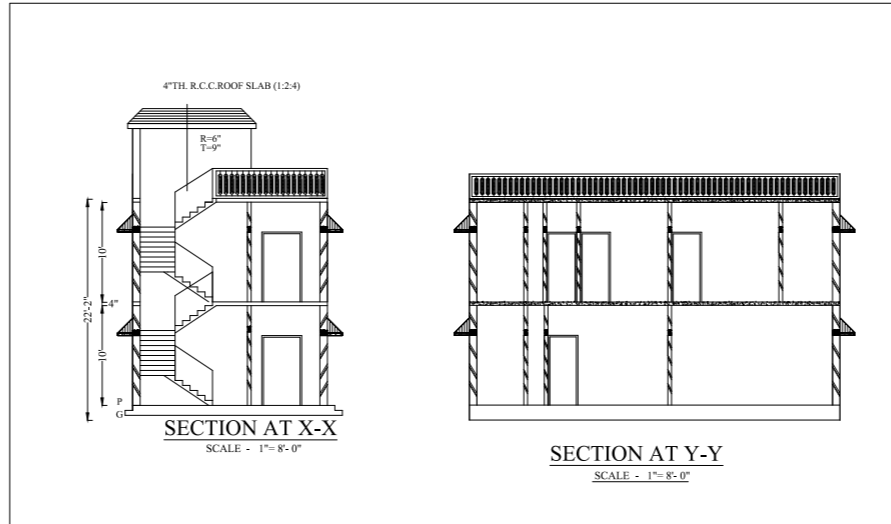 4"TH. R.C.C.ROOF SLAB (1:2:4)
R=6"
T=9"
10'
22'-2"
4"
10'
P
G
SECTION AT X-X
SCALE - 1"= 8'- 0"
SECTION AT Y-Y
SCALE - 1"= 8'- 0"